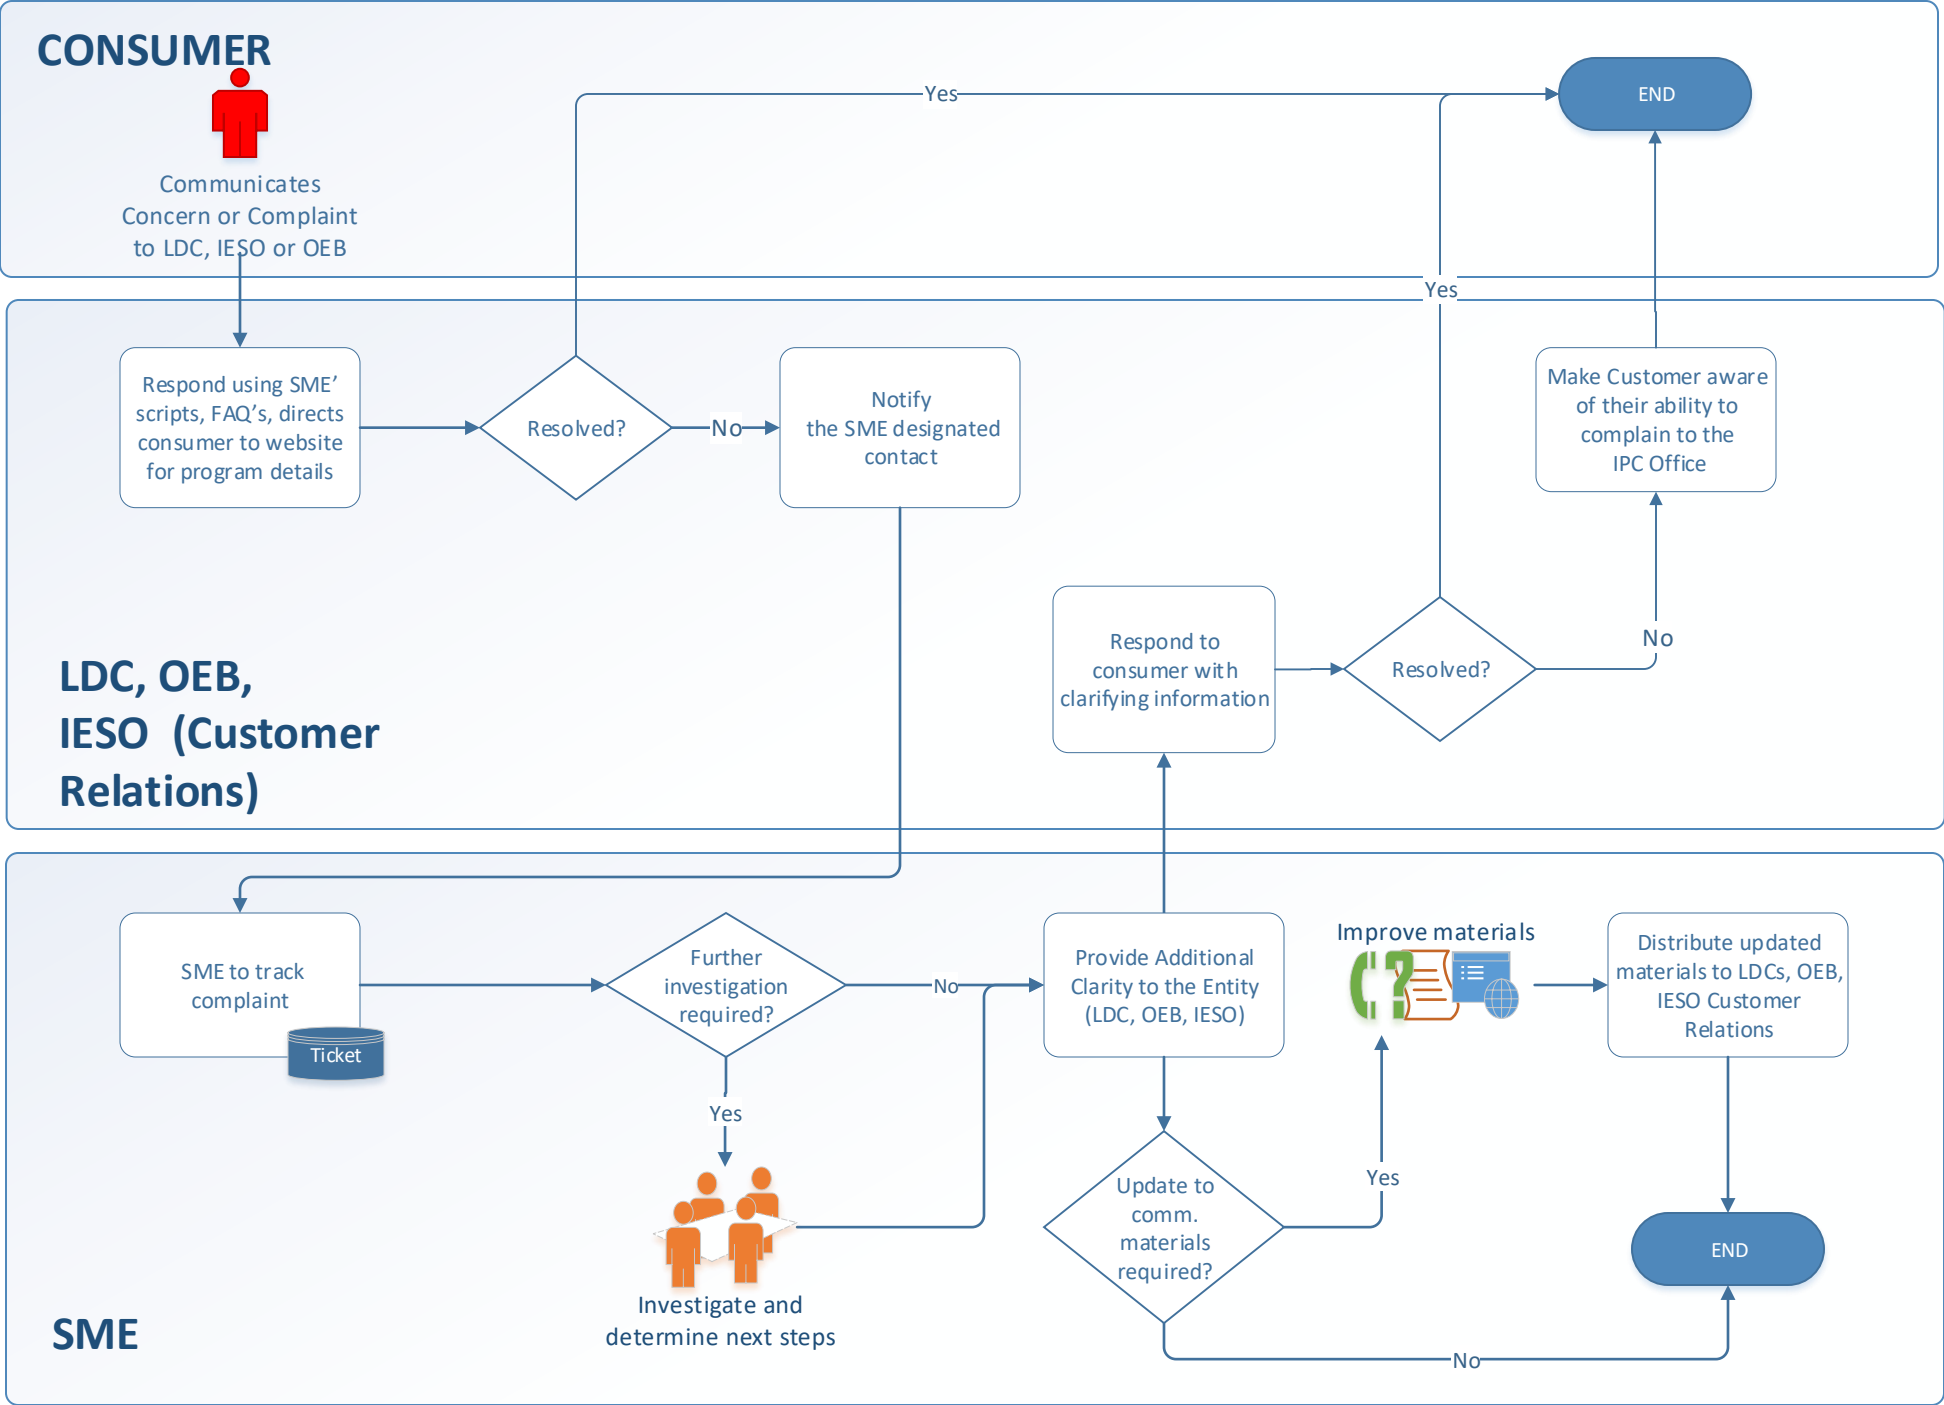 CONSUMER
Communicates
Concern or Complaint
to LDC, IESO or OEB
Yes
END
Yes
Respond using SME’
scripts, FAQ’s, directs
consumer to website
for program details
Resolved?
No
Notify
the SME designated
contact
Make Customer aware
of their ability to
complain to the
IPC Office
Respond to
consumer with
clarifying information
Resolved?
No
LDC, OEB,
IESO (Customer
Relations)
SME to track
complaint
Ticket
Further
investigation
required?
No
Yes
Investigate and
determine next steps
Provide Additional
Clarity to the Entity
(LDC, OEB, IESO)
Update to
comm.
materials
required?
Yes
Improve materials
Distribute updated
materials to LDCs, OEB,
IESO Customer
Relations
END
No
SME